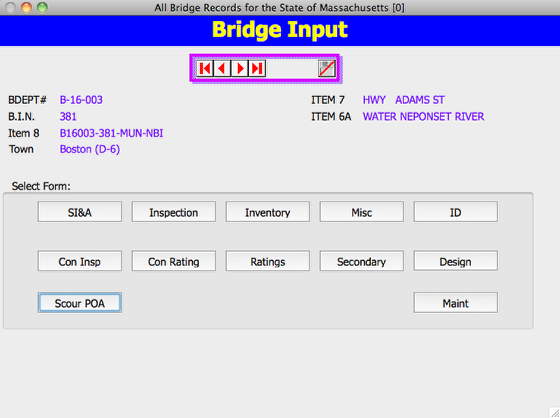 All Bridge Records for the State of Massachusetts [0]
Bridge Input
BDEPT# B-16-003 ITEM 7 HWY ADAMS ST
B.I.N. 381 ITEM 6A WATER NEPONSET RIVER
Item 8 B16003-381-MUN-NBI
Town Boston (D-6)
Select Form:
SI&A Inspection Inventory Misc ID
Con Insp Con Rating Ratings Secondary Design
Scour POA Maint